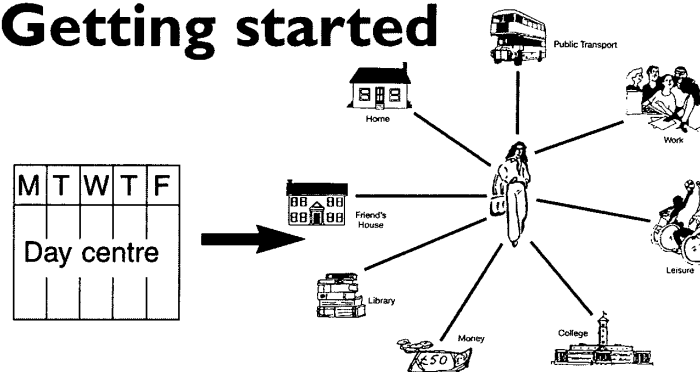 Getting started
Public Transport
Home
Work
M T W T F
Friend's
House
Day centre
Leisure
Library
Money
College
£50